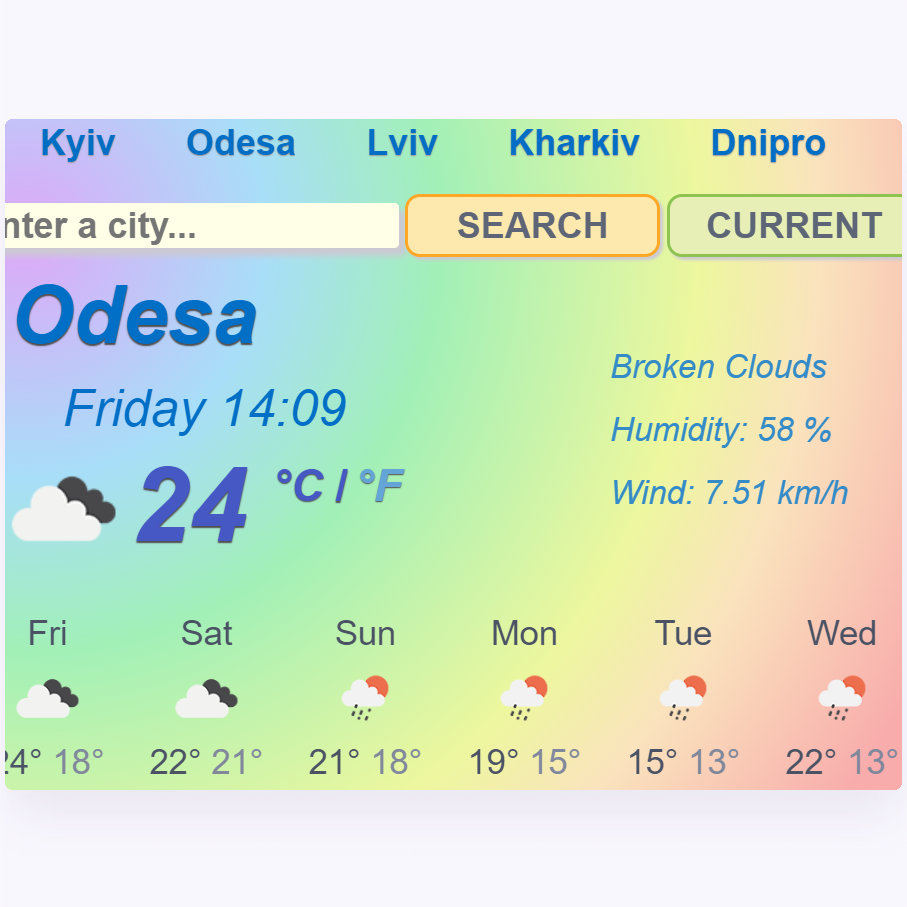 Kyiv Odesa Lviv Kharkiv Dnipro
nter a city... SEARCH CURRENT
Odesa
Friday 14:09
24 °C / °F
Broken Clouds
Humidity: 58 %
Wind: 7.51 km/h
Fri Sat Sun Mon Tue Wed
24° 18° 22° 21° 21° 18° 19° 15° 15° 13° 22° 13°